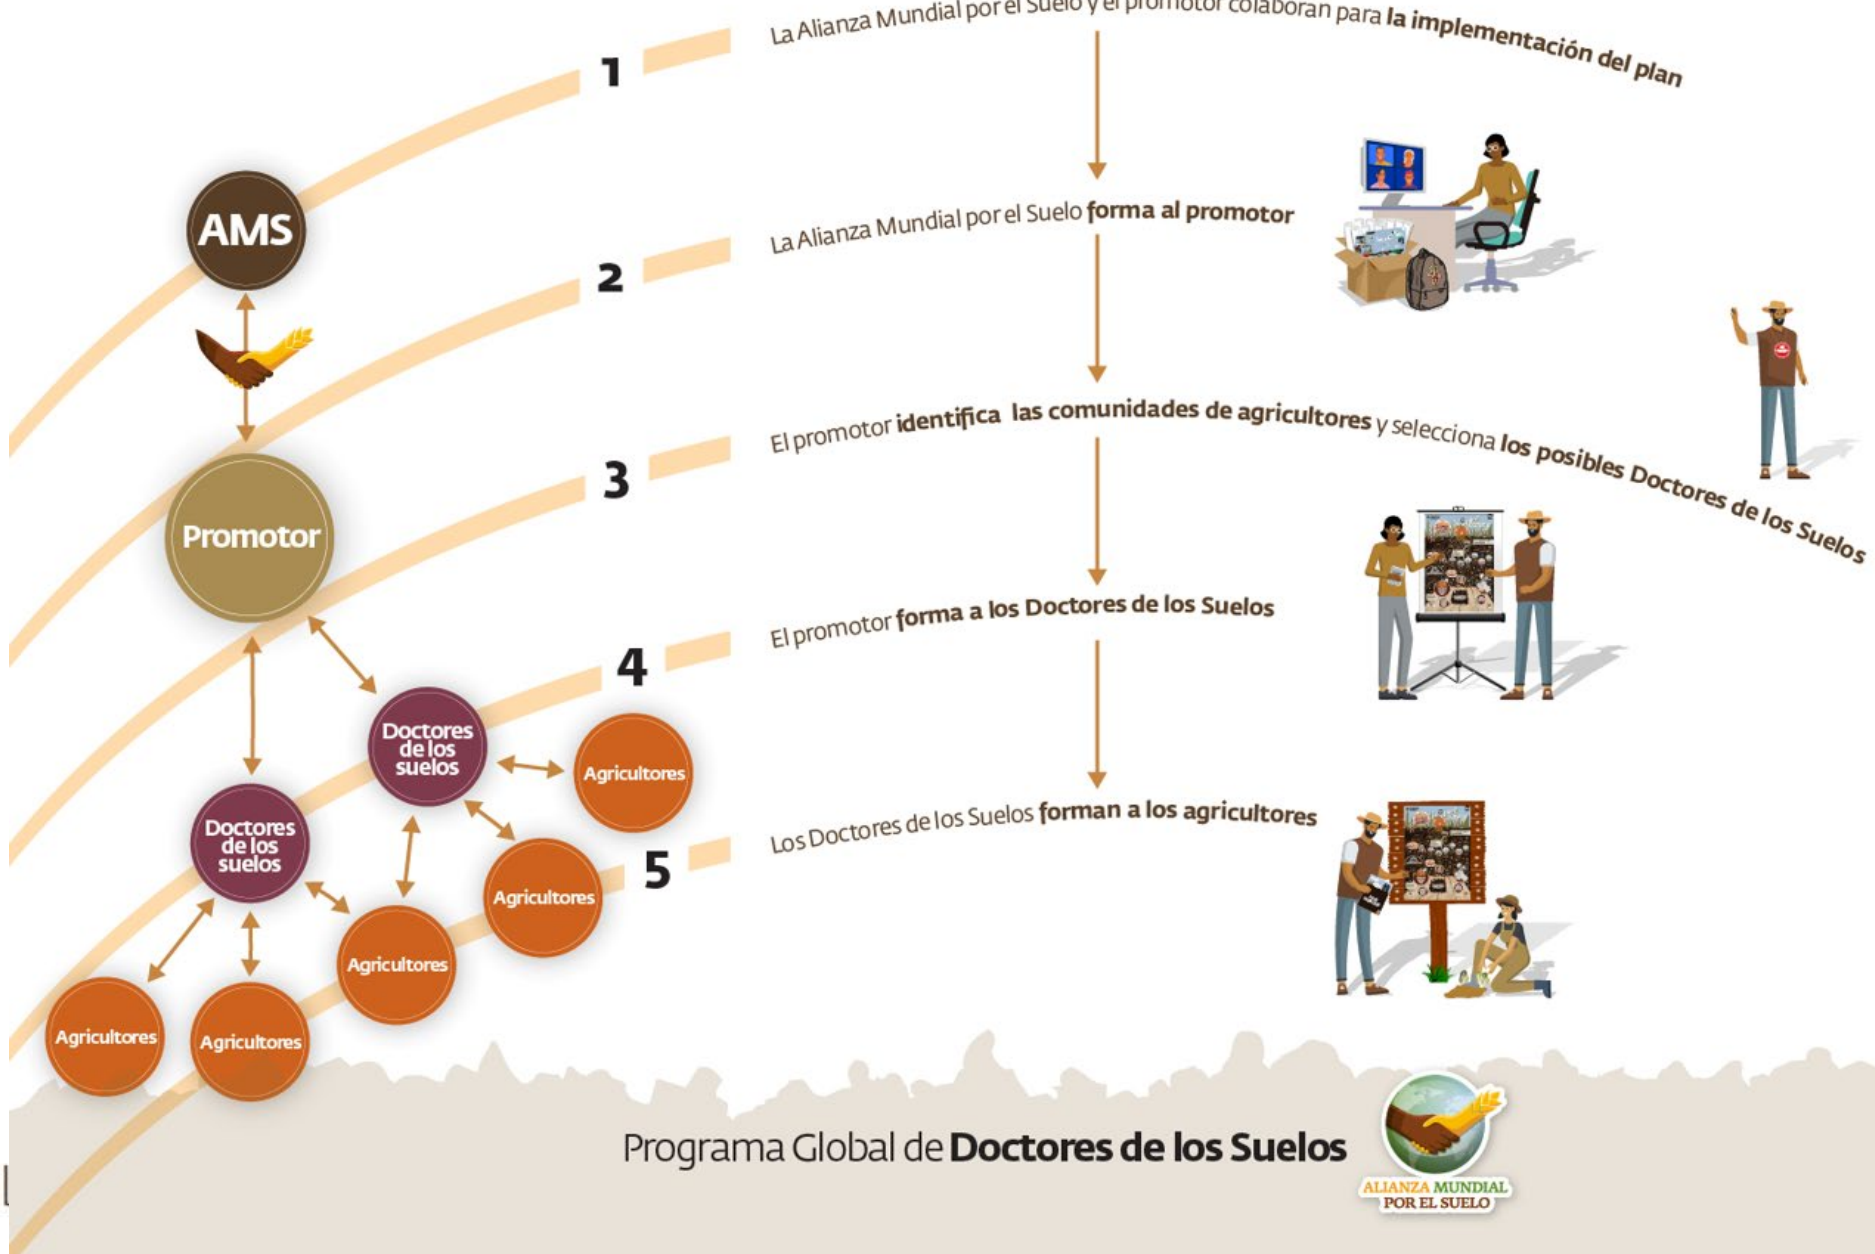 1
La Alianza Mundial por el Suelo y el promotor colaboran para la implementación del plan
AMS
2
La Alianza Mundial por el Suelo forma al promotor
Promotor
3
El promotor identifica las comunidades de agricultores y selecciona los posibles Doctores de los Suelos
4
El promotor forma a los Doctores de los Suelos
Doctores
de los
suelos
Agricultores
Doctores
de los
suelos
5
Los Doctores de los Suelos forman a los agricultores
Agricultores
Agricultores
Agricultores
Agricultores
Programa Global de Doctores de los Suelos
ALIANZA MUNDIAL
POR EL SUELO